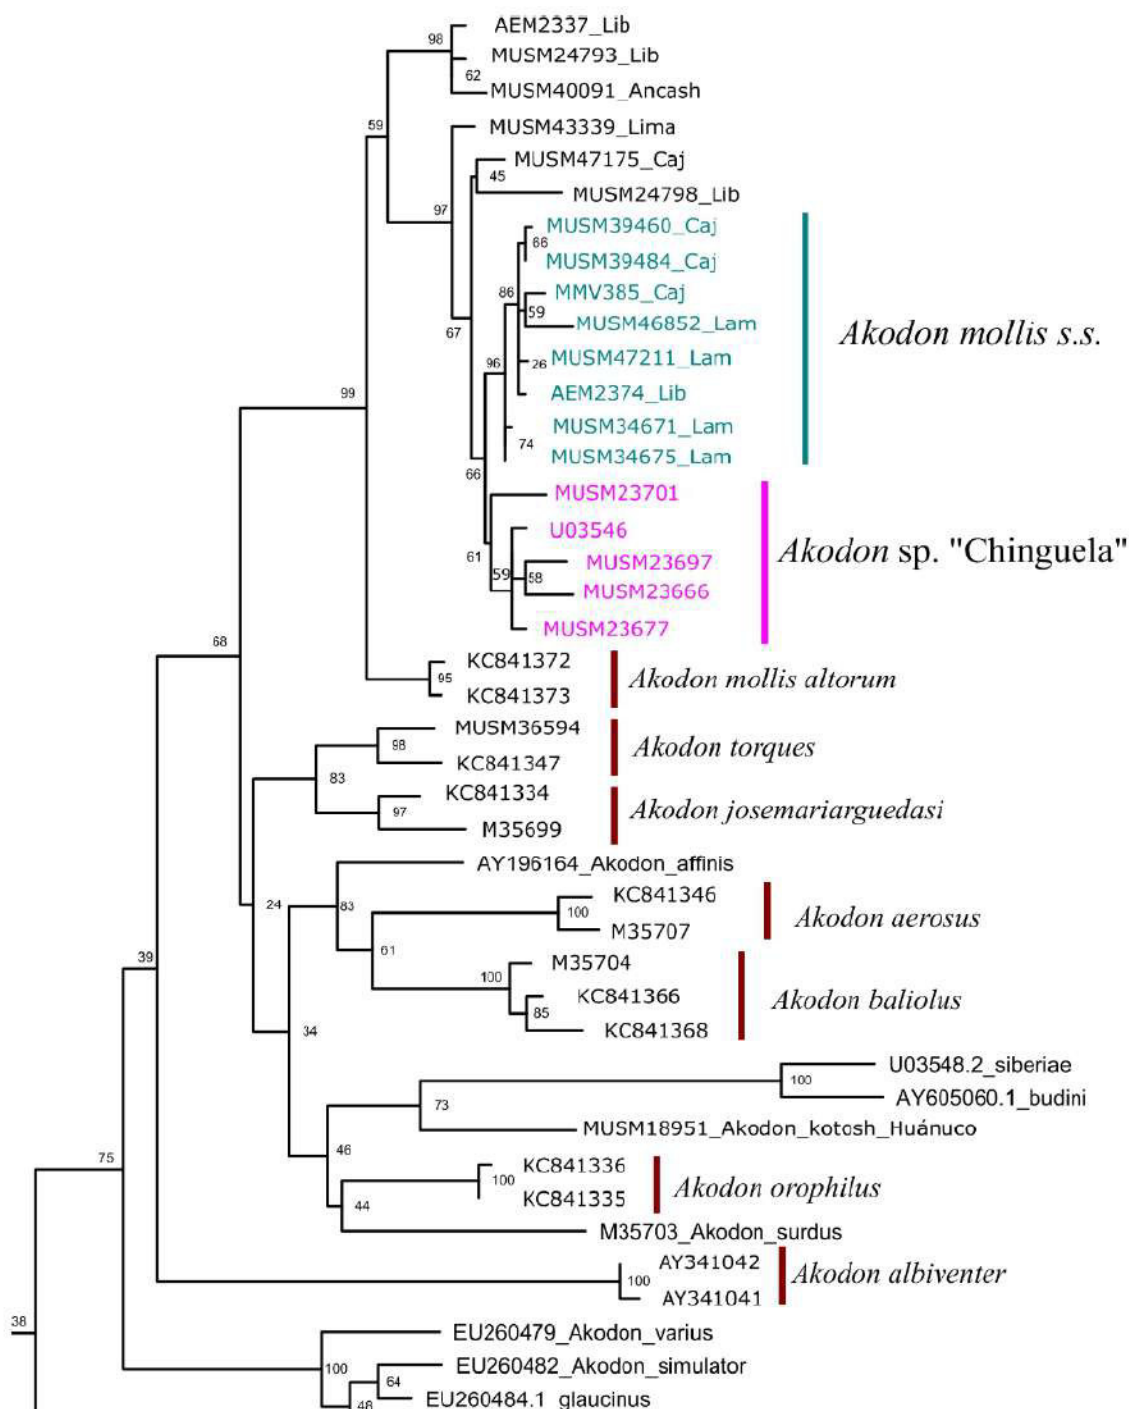 AEM2337_Lib
98
MUSM24793_Lib
62
MUSM40091_Ancash
59
MUSM43339_Lima
MUSM47175_Caj
45
MUSM24798_Lib
97
MUSM39460_Caj
66
MUSM39484_Caj
86
MMV385_Caj
59
MUSM46852_Lam
67
Akodon mollis s.s.
96
MUSM47211_Lam
26
AEM2374_Lib
99
MUSM34671_Lam
74
MUSM34675_Lam
66
MUSM23701
U03546
Akodon sp. "Chinguela"
61
MUSM23697
59
58
MUSM23666
MUSM23677
68
KC841372
95
Akodon mollis altorum
KC841373
MUSM36594
98
Akodon torques
KC841347
83
KC841334
97
Akodon josemariarguedasi
M35699
AY196164_Akodon_affinis
KC841346
24
83
100
Akodon aerosus
M35707
61
39
M35704
100
KC841366
Akodon baliolus
85
KC841368
34
U03548.2_siberiae
100
AY605060.1_budini
73
MUSM18951_Akodon_kotosh_Huánuco
46
75
KC841336
100
Akodon orophilus
KC841335
44
M35703_Akodon_surdus
AY341042
100
Akodon albiventer
AY341041
38
EU260479_Akodon_varius
100
EU260482_Akodon_simulator
64
EU260484.1_glaucinus
48